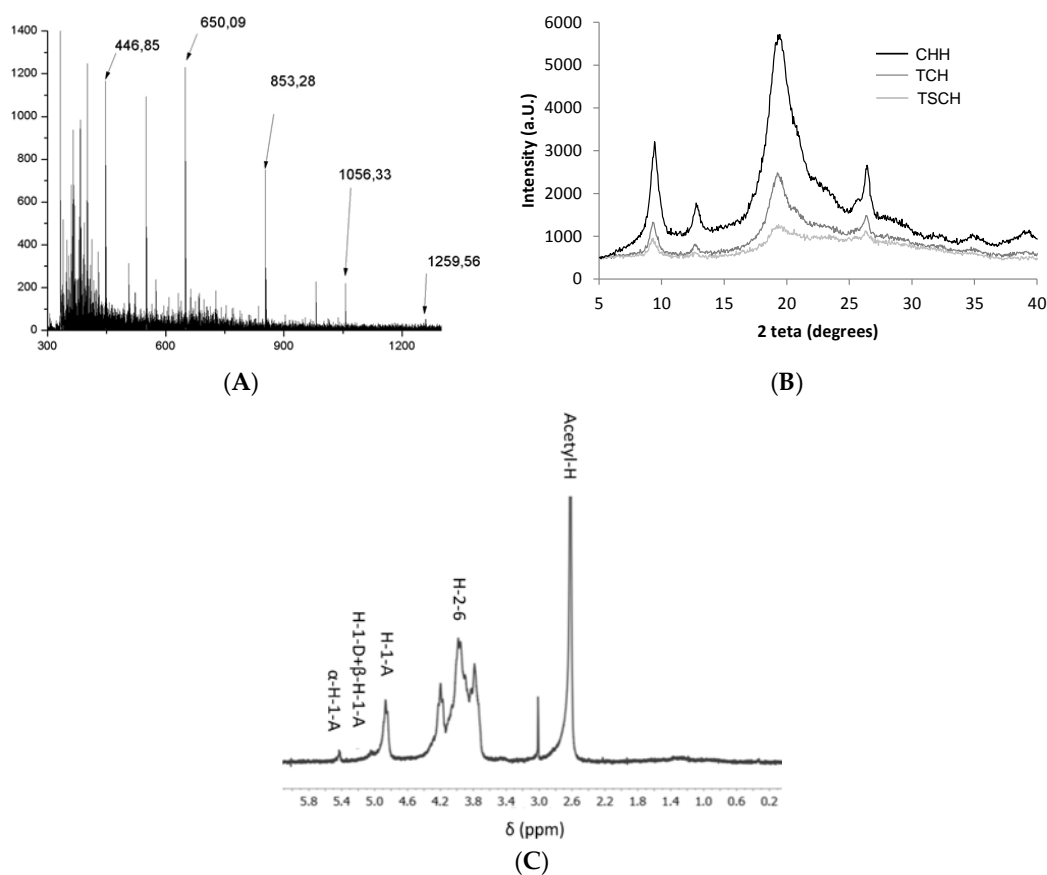 1400
1200
1000
800
600
400
200
0
300
600
900
1200
446,85
650,09
853,28
1056,33
1259,56
(A)
6000
5000
4000
3000
2000
1000
0
Intensity (a.U.)
CHH
TCH
TSCH
5 10 15 20 25 30 35 40
2 teta (degrees)
(B)
α-H-1-A
H-1-D+β-H-1-A
H-1-A
H-2-6
Acetyl-H
5.8 5.4 5.0 4.6 4.2 3.8 3.4 3.0 2.6 2.2 1.8 1.4 1.0 0.6 0.2
δ (ppm)
(C)